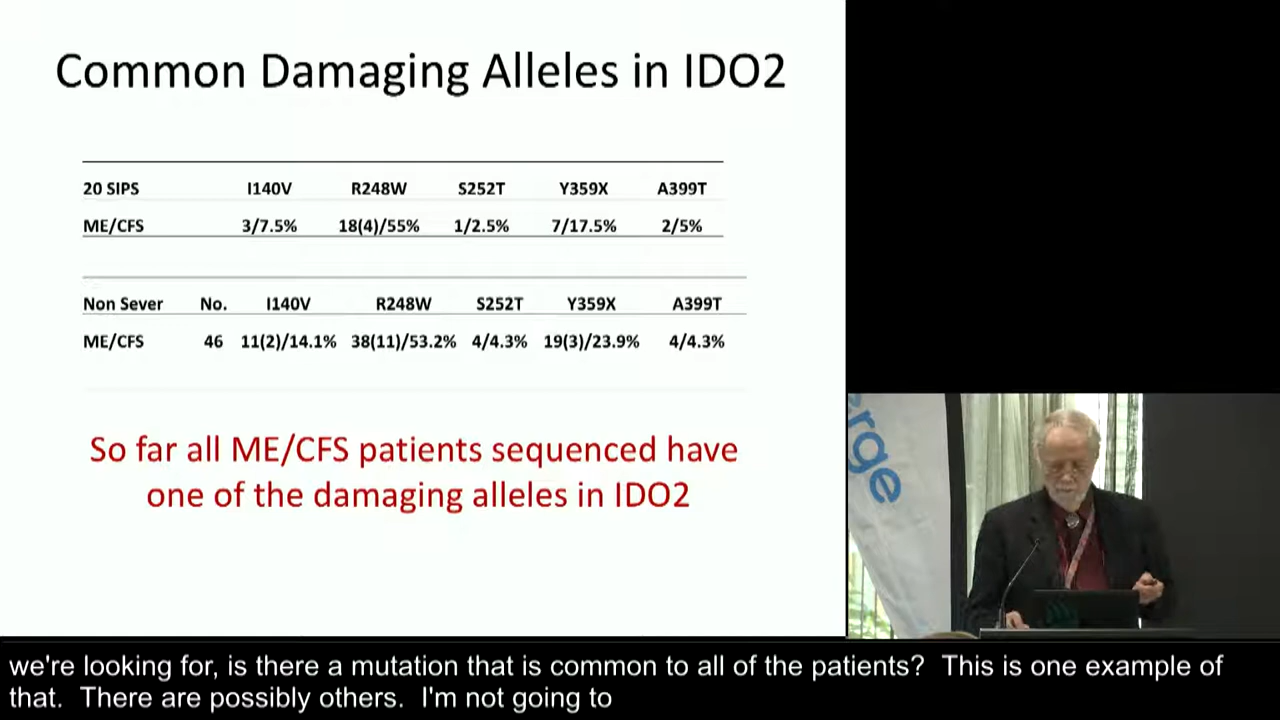 Common Damaging Alleles in IDO2
20 SIPS I140V R248W S252T Y359X A399T
ME/CFS 3/7.5% 18(4)/55% 1/2.5% 7/17.5% 2/5%
Non Sever No. I140V R248W S252T Y359X A399T
ME/CFS 46 11(2)/14.1% 38(11)/53.2% 4/4.3% 19(3)/23.9% 4/4.3%
So far all ME/CFS patients sequenced have
one of the damaging alleles in IDO2
erge
we're looking for, is there a mutation that is common to all of the patients? This is one example of
that. There are possibly others. I'm not going to